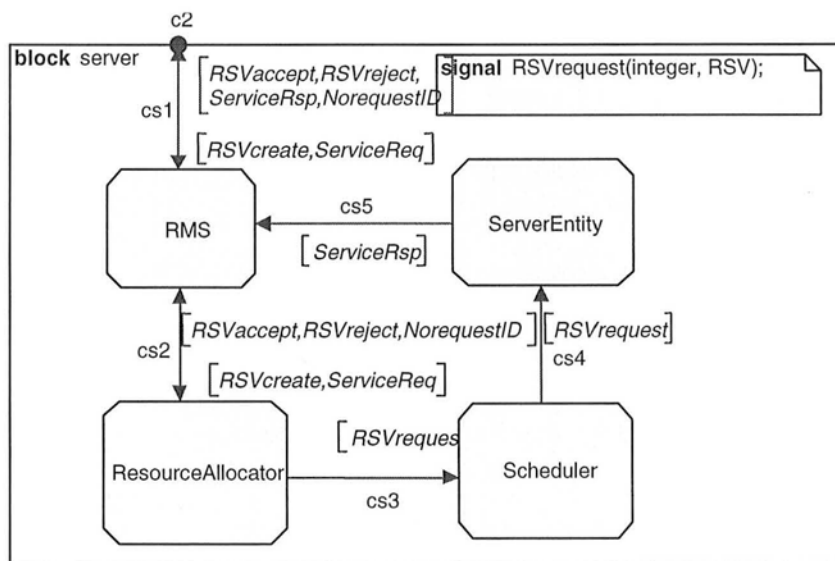 c2
block server
[RSVaccept,RSVreject,
ServiceRsp,NorequestID]
signal RSVrequest(integer, RSV);
cs1
[RSVcreate,ServiceReq]
RMS
cs5
[ServiceRsp]
ServerEntity
[RSVaccept,RSVreject,NorequestID]
[RSVrequest]
cs2
cs4
[RSVcreate,ServiceReq]
[RSVreques
ResourceAllocator
Scheduler
cs3